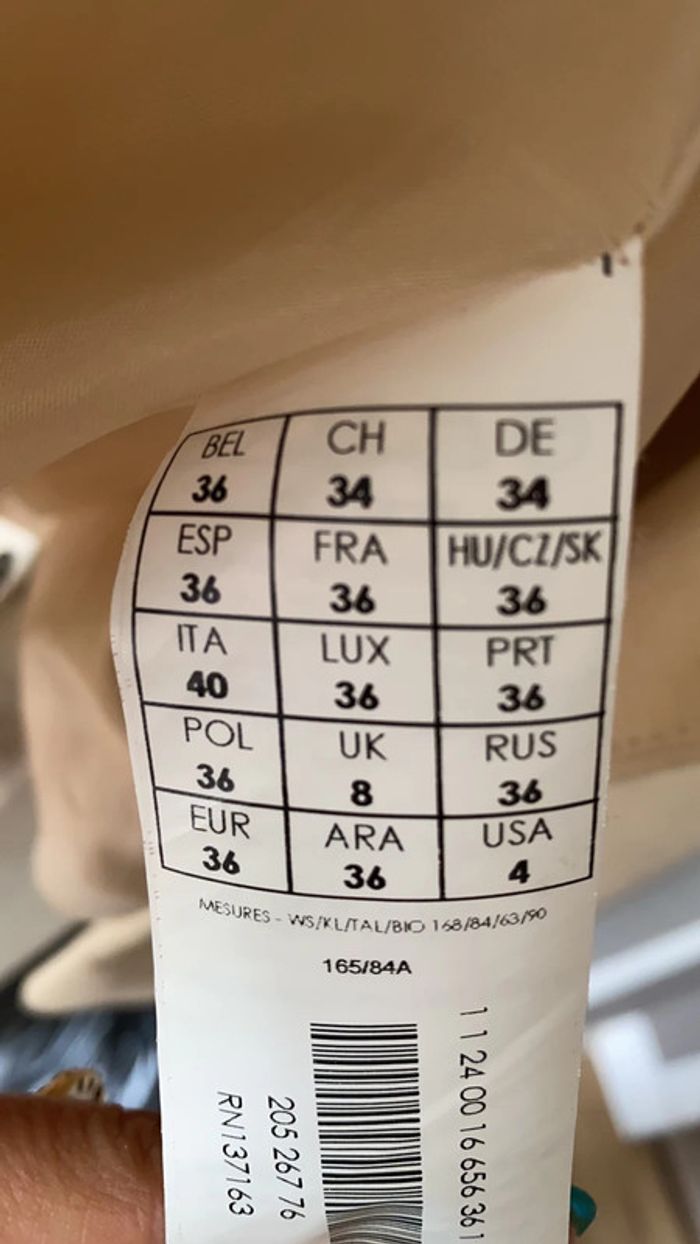 BEL CH DE
36 34 34
ESP FRA HU/CZ/SK
36 36 36
ITA LUX PRT
40 36 36
POL UK RUS
36 8 36
EUR ARA USA
36 36 4
MESURES - WS/KL/TAL/BIO 168/84/63/90
165/84A
1 1 24 00 16 656 36 1
205 267 76
RN137163